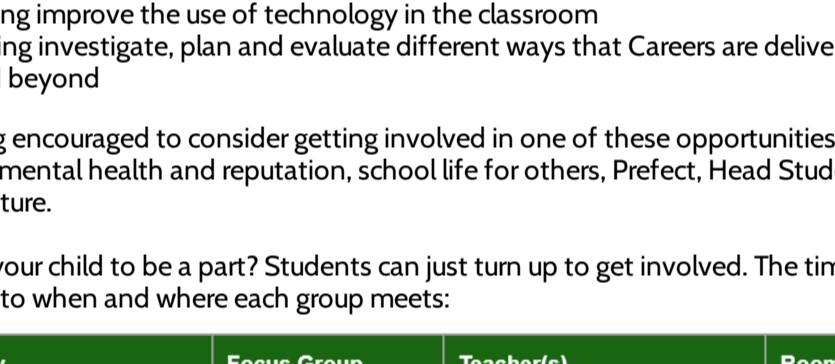 ng improve the use of technology in the classroom
ing investigate, plan and evaluate different ways that Careers are delive
beyond
g encouraged to consider getting involved in one of these opportunities
mental health and reputation, school life for others, Prefect, Head Stud
ture.
your child to be a part? Students can just turn up to get involved. The tim
to when and where each group meets:
Focus Group Teacher(s) Room